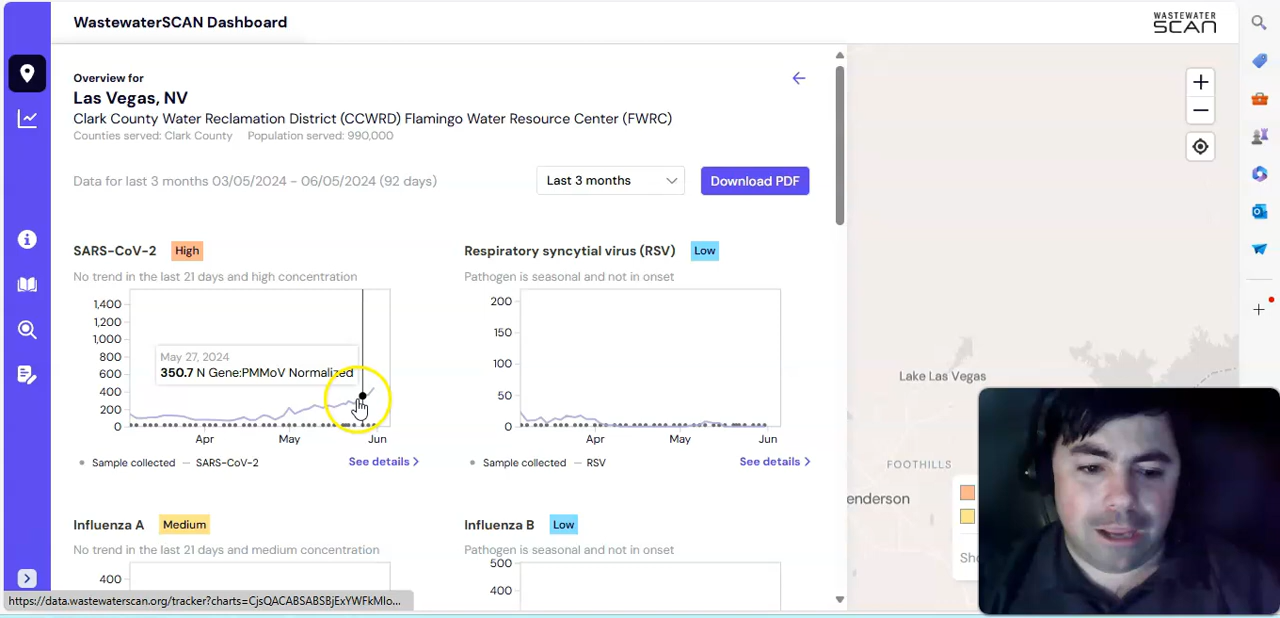 WastewaterSCAN Dashboard
WASTEWATER
SCAN
Overview for
Las Vegas, NV
Clark County Water Reclamation District (CCWRD) Flamingo Water Resource Center (FWRC)
Counties served: Clark County Population served: 990,000
Data for last 3 months 03/05/2024 - 06/05/2024 (92 days)
Last 3 months
Download PDF
SARS-CoV-2 High
No trend in the last 21 days and high concentration
1,400
1,200
1,000
800
600
400
200
0
May 27, 2024
350.7 N Gene:PMMoV Normalized
Apr May Jun
Sample collected SARS-CoV-2
See details
Respiratory syncytial virus (RSV) Low
Pathogen is seasonal and not in onset
200
150
100
50
0
Apr May Jun
Sample collected RSV
See details
Influenza A Medium
No trend in the last 21 days and medium concentration
400
Influenza B Low
Pathogen is seasonal and not in onset
500
400
Lake Las Vegas
FOOTHILLS
enderson
Sh
https://data.wastewaterscan.org/tracker?charts=CjsQACABSABSBjExYWFkMIo...